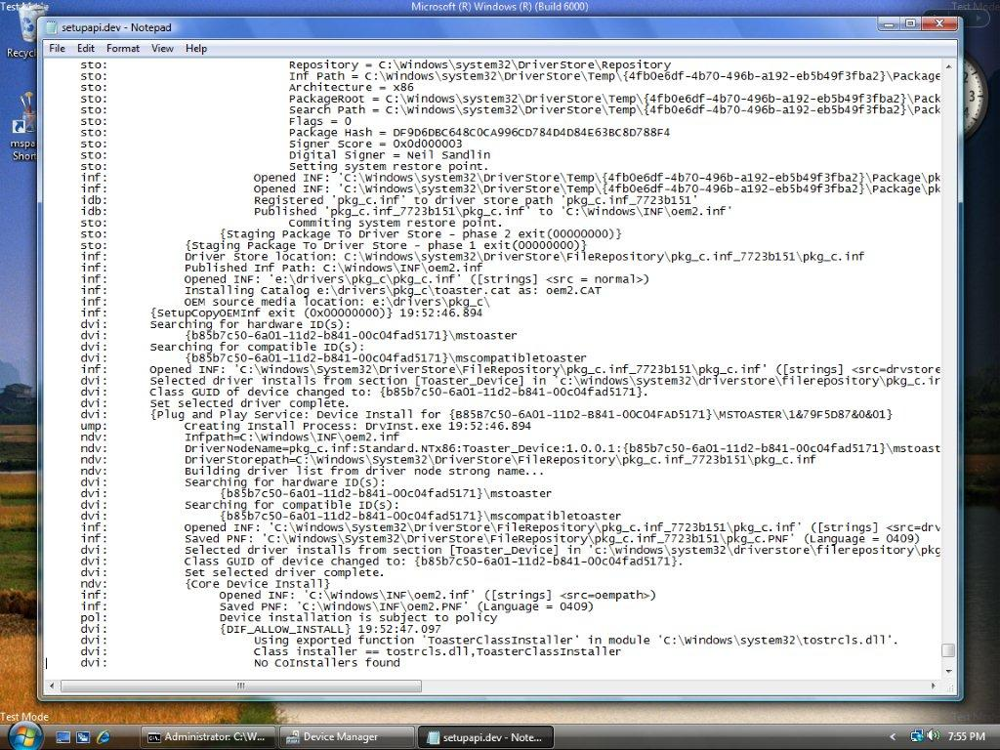 Test Mode
Microsoft (R) Windows (R) (Build 6000)
Test Mode
setupapi.dev - Notepad
File Edit Format View Help
Recyc
mspa
Shor
sto: Repository = C:\Windows\system32\DriverStore\Repository
sto: Inf Path = C:\Windows\system32\DriverStore\Temp\{4fb0e6df-4b70-496b-a192-eb5b49f3fba2}\Package
sto: Architecture = x86
sto: PackageRoot = C:\Windows\system32\DriverStore\Temp\{4fb0e6df-4b70-496b-a192-eb5b49f3fba2}\Pack
sto: Search Path = C:\Windows\system32\DriverStore\Temp\{4fb0e6df-4b70-496b-a192-eb5b49f3fba2}\Pack
sto: Flags = 0
sto: Package Hash = DF9D6DBC648C0CA996CD784D4D84E63BC8D788F4
sto: Signer Score = 0x0d000003
sto: Digital Signer = Neil Sandlin
sto: Setting system restore point.
inf: Opened INF: 'C:\Windows\system32\DriverStore\Temp\{4fb0e6df-4b70-496b-a192-eb5b49f3fba2}\Package\pk
inf: Opened INF: 'C:\Windows\system32\DriverStore\Temp\{4fb0e6df-4b70-496b-a192-eb5b49f3fba2}\Package\pk
idb: Registered 'pkg_c.inf' to driver store path 'pkg_c.inf_7723b151'
idb: Published 'pkg_c.inf_7723b151\pkg_c.inf' to 'C:\Windows\INF\oem2.inf'
sto: Commiting system restore point.
sto: {Staging Package To Driver Store - phase 2 exit(00000000)}
sto: {Staging Package To Driver Store - phase 1 exit(00000000)}
inf: Driver Store location: C:\Windows\system32\DriverStore\FileRepository\pkg_c.inf_7723b151\pkg_c.inf
inf: Published Inf Path: C:\Windows\INF\oem2.inf
inf: Opened INF: 'e:\drivers\pkg_c\pkg_c.inf' ([strings] <src = normal>)
inf: Installing Catalog e:\drivers\pkg_c\toaster.cat as: oem2.CAT
inf: OEM source media location: e:\drivers\pkg_c\
inf: {SetupCopyOEMInf exit (0x00000000)} 19:52:46.894
dvi: Searching for hardware ID(s):
dvi: {b85b7c50-6a01-11d2-b841-00c04fad5171}\mstoaster
dvi: Searching for compatible ID(s):
dvi: {b85b7c50-6a01-11d2-b841-00c04fad5171}\mscompatibletoaster
inf: Opened INF: 'C:\Windows\System32\DriverStore\FileRepository\pkg_c.inf_7723b151\pkg_c.inf' ([strings] <src=drvstore
dvi: Selected driver installs from section [Toaster_Device] in 'c:\windows\system32\driverstore\filerepository\pkg_c.in
dvi: Class GUID of device changed to: {b85b7c50-6a01-11d2-b841-00c04fad5171}.
dvi: Set selected driver complete.
dvi: {Plug and Play Service: Device Install for {B85B7C50-6A01-11D2-B841-00C04FAD5171}\MSTOASTER\1&79F5D87&0&01}
ump: Creating Install Process: DrvInst.exe 19:52:46.894
ndv: Infpath=C:\Windows\INF\oem2.inf
ndv: DriverNodeName=pkg_c.inf:Standard.NTx86:Toaster_Device:1.0.0.1:{b85b7c50-6a01-11d2-b841-00c04fad5171}\mstoast
ndv: DriverStorepath=C:\Windows\System32\DriverStore\FileRepository\pkg_c.inf_7723b151\pkg_c.inf
ndv: Building driver list from driver node strong name...
dvi: Searching for hardware ID(s):
dvi: {b85b7c50-6a01-11d2-b841-00c04fad5171}\mstoaster
dvi: Searching for compatible ID(s):
dvi: {b85b7c50-6a01-11d2-b841-00c04fad5171}\mscompatibletoaster
inf: Opened INF: 'C:\Windows\System32\DriverStore\FileRepository\pkg_c.inf_7723b151\pkg_c.inf' ([strings] <src=drv
inf: Saved PNF: 'C:\Windows\System32\DriverStore\FileRepository\pkg_c.inf_7723b151\pkg_c.PNF' (Language = 0409)
dvi: Selected driver installs from section [Toaster_Device] in 'c:\windows\system32\driverstore\filerepository\pkg
dvi: Class GUID of device changed to: {b85b7c50-6a01-11d2-b841-00c04fad5171}.
dvi: Set selected driver complete.
ndv: {Core Device Install}
inf: Opened INF: 'C:\Windows\INF\oem2.inf' ([strings] <src=oempath>)
inf: Saved PNF: 'C:\Windows\INF\oem2.PNF' (Language = 0409)
pol: Device installation is subject to policy
dvi: {DIF_ALLOW_INSTALL} 19:52:47.097
dvi: Using exported function 'ToasterClassInstaller' in module 'C:\Windows\system32\tostrcls.dll'.
dvi: Class installer == tostrcls.dll,ToasterClassInstaller
dvi: No CoInstallers found
Test Mode
Administrator: C:\W...
Device Manager
setupapi.dev - Note...
7:55 PM